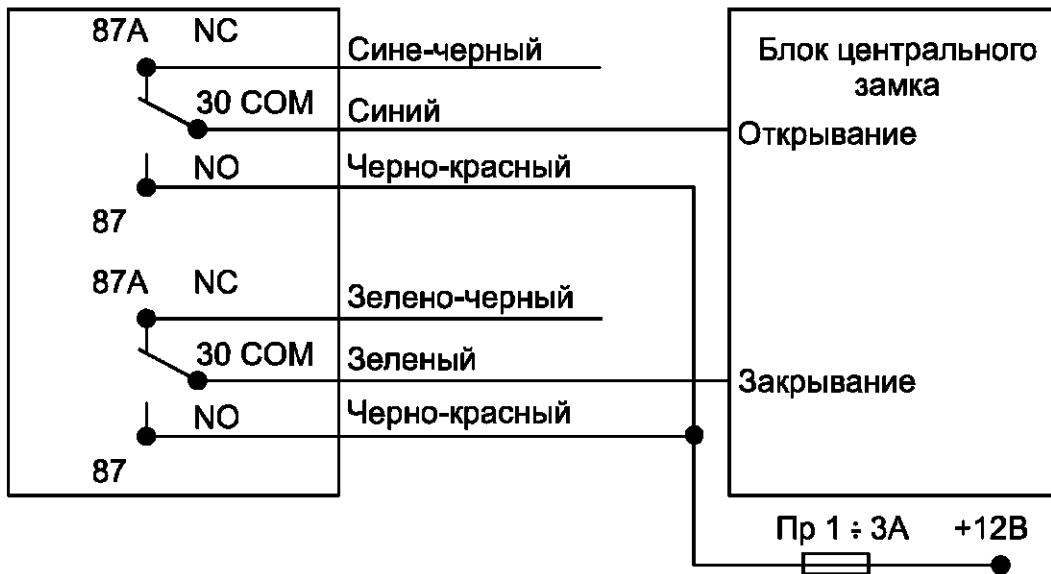 87A NC
Сине-черный
Блок центрального
замка
30 COM
Синий
Открывание
NO
Черно-красный
87
87A NC
Зелено-черный
30 COM
Зеленый
Закрывание
NO
Черно-красный
87
Пр 1 ÷ 3А +12В